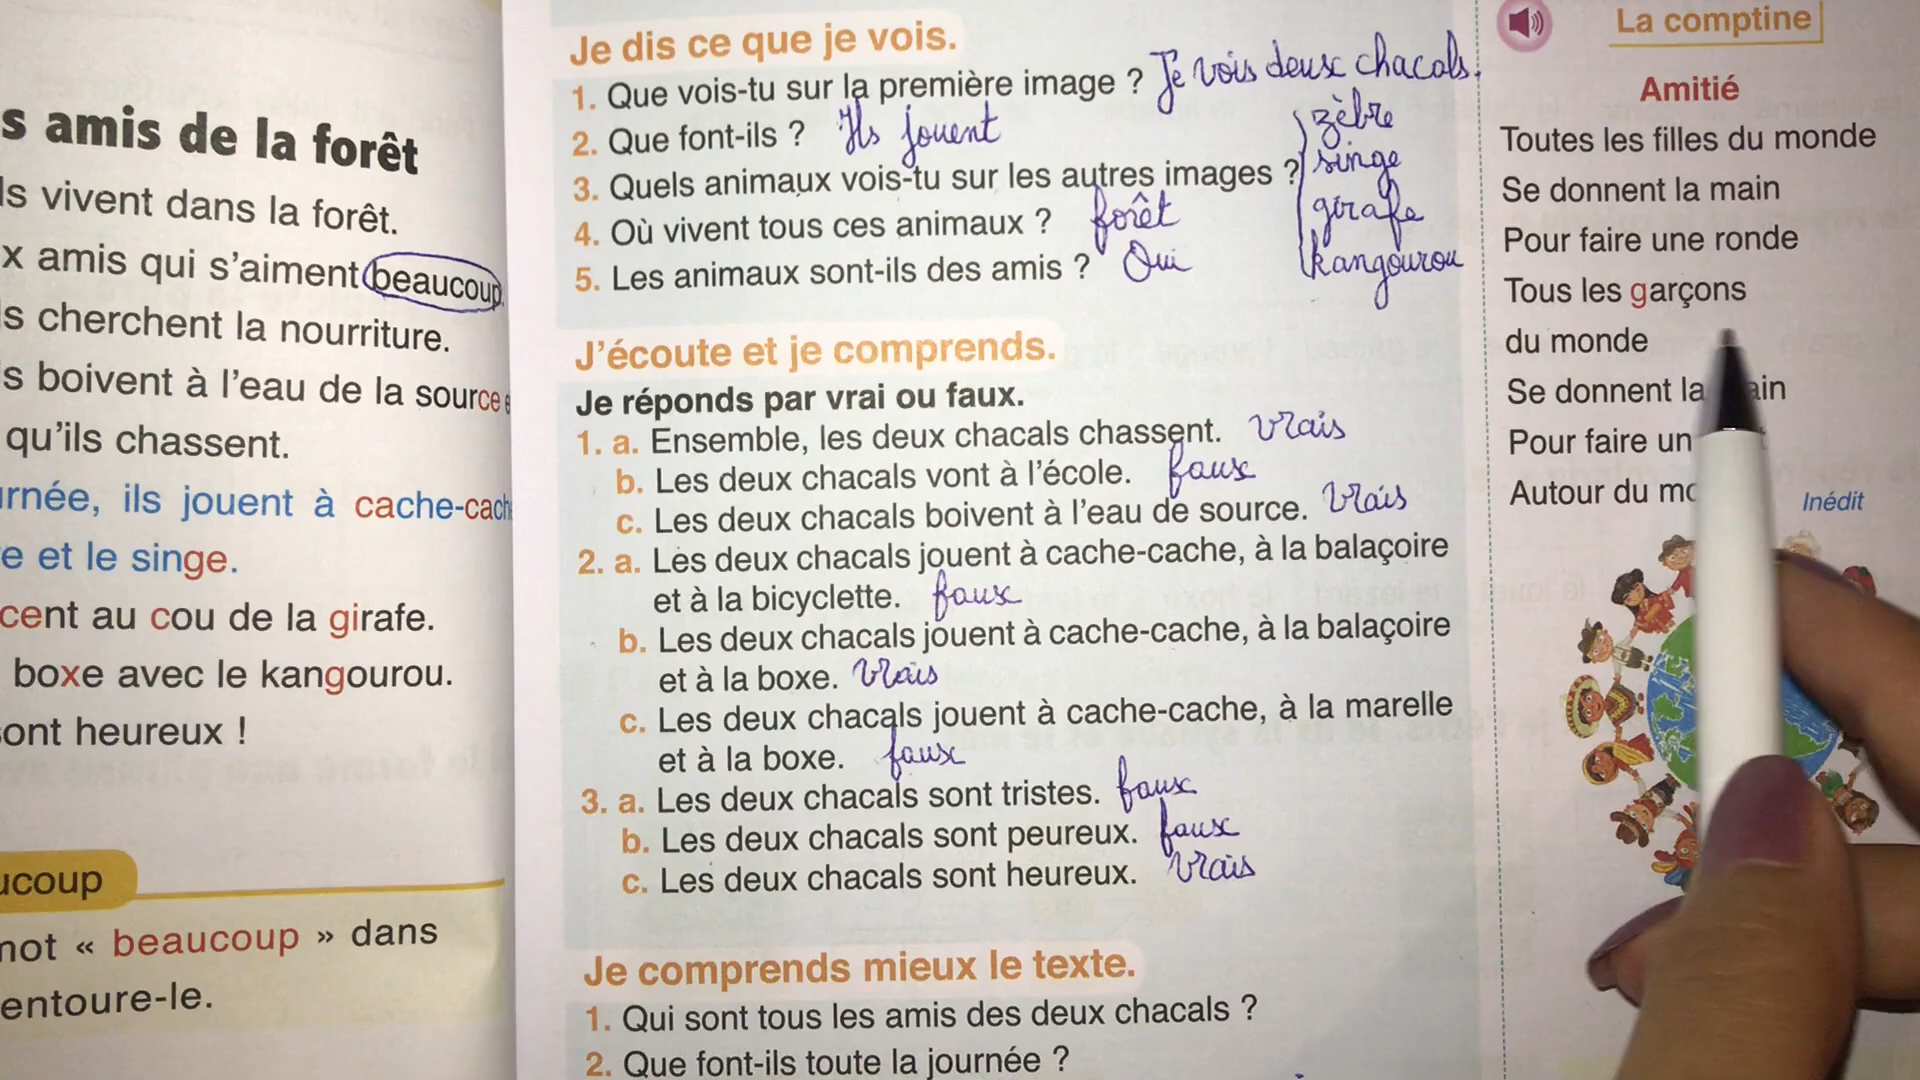 s amis de la forêt
ls vivent dans la forêt.
x amis qui s'aiment beaucoup
s cherchent la nourriture.
s boivent à l'eau de la source
qu'ils chassent.
rnée, ils jouent à cache-cach
e et le singe.
cent au cou de la girafe.
boxe avec le kangourou.
ont heureux !
ucoup
not « beaucoup » dans
entoure-le.
Je dis ce que je vois.
1. Que vois-tu sur la première image ? Je vois deux chacals.
2. Que font-ils ? Ils jouent
3. Quels animaux vois-tu sur les autres images ?
zèbre
singe
girafe
kangourou
4. Où vivent tous ces animaux ? forêt
5. Les animaux sont-ils des amis ? Oui
J'écoute et je comprends.
Je réponds par vrai ou faux.
1. a. Ensemble, les deux chacals chassent. vrais
b. Les deux chacals vont à l'école. faux
c. Les deux chacals boivent à l'eau de source. vrais
2. a. Les deux chacals jouent à cache-cache, à la balaçoire
et à la bicyclette. faux
b. Les deux chacals jouent à cache-cache, à la balaçoire
et à la boxe. vrais
c. Les deux chacals jouent à cache-cache, à la marelle
et à la boxe. faux
3. a. Les deux chacals sont tristes. faux
b. Les deux chacals sont peureux. faux
c. Les deux chacals sont heureux. vrais
Je comprends mieux le texte.
1. Qui sont tous les amis des deux chacals ?
2. Que font-ils toute la journée ?
La comptine
Amitié
Toutes les filles du monde
Se donnent la main
Pour faire une ronde
Tous les garçons
du monde
Se donnent la ain
Pour faire un
Autour du mo
Inédit